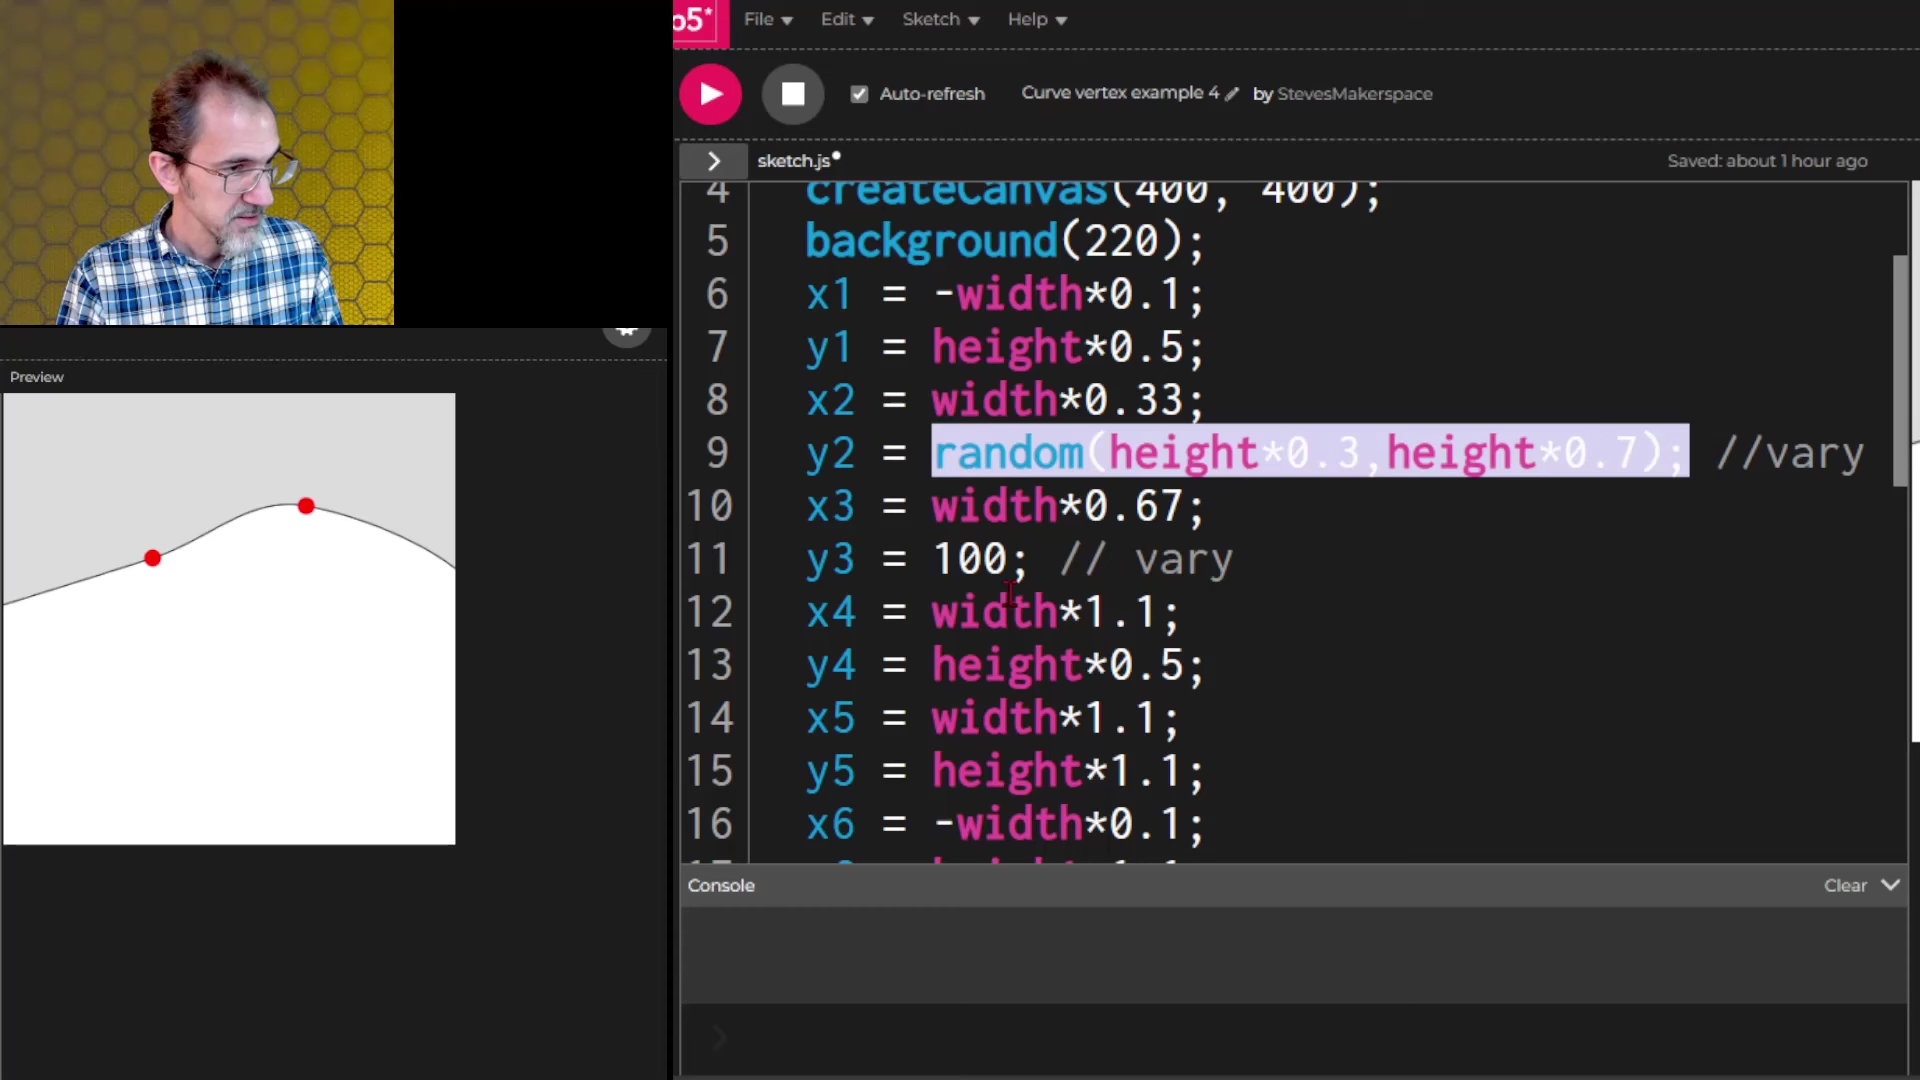 p5*
File
Edit
Sketch
Help
Auto-refresh
Curve vertex example 4
by StevesMakerspace
sketch.js
Saved: about 1 hour ago
Preview
4 createCanvas(400, 400);
5 background(220);
6 x1 = -width*0.1;
7 y1 = height*0.5;
8 x2 = width*0.33;
9 y2 = random(height*0.3,height*0.7); //vary
10 x3 = width*0.67;
11 y3 = 100; // vary
12 x4 = width*1.1;
13 y4 = height*0.5;
14 x5 = width*1.1;
15 y5 = height*1.1;
16 x6 = -width*0.1;
Console
Clear